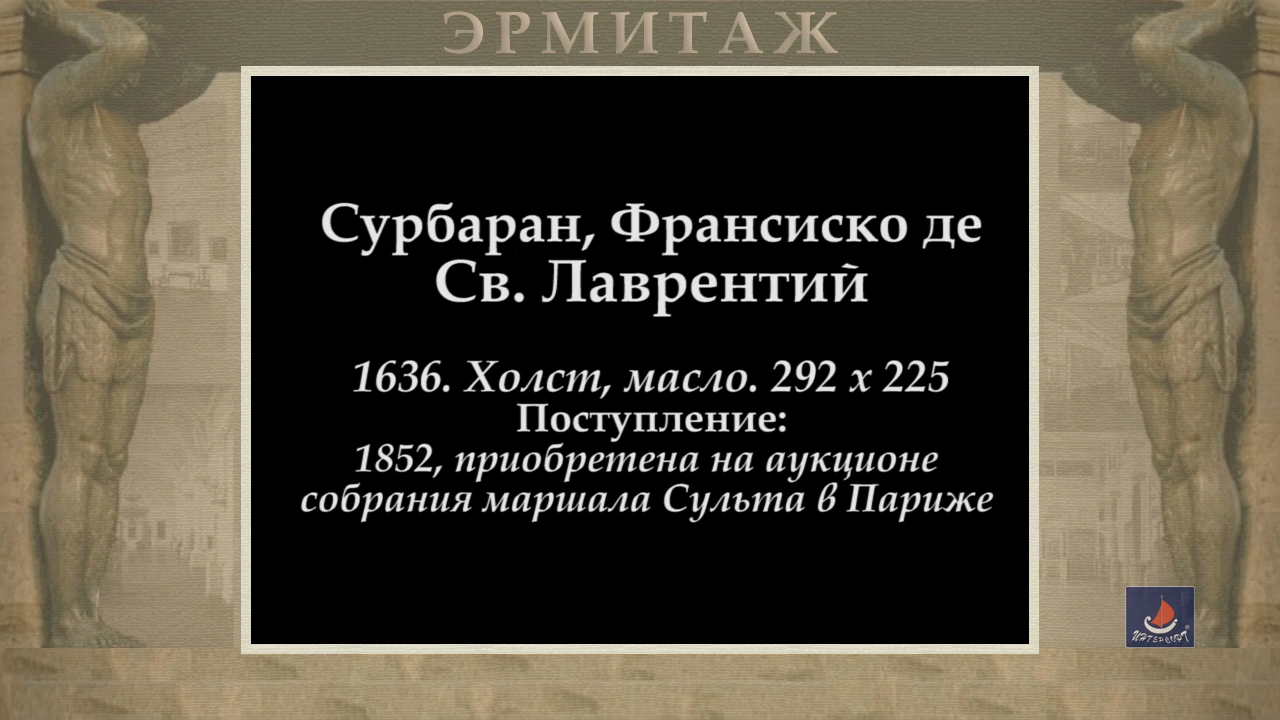 ЭРМИТАЖ
Сурбаран, Франсиско де
Св. Лаврентий
1636. Холст, масло. 292 x 225
Поступление:
1852, приобретена на аукционе
собрания маршала Сульта в Париже
ИНТЕРСОФТ